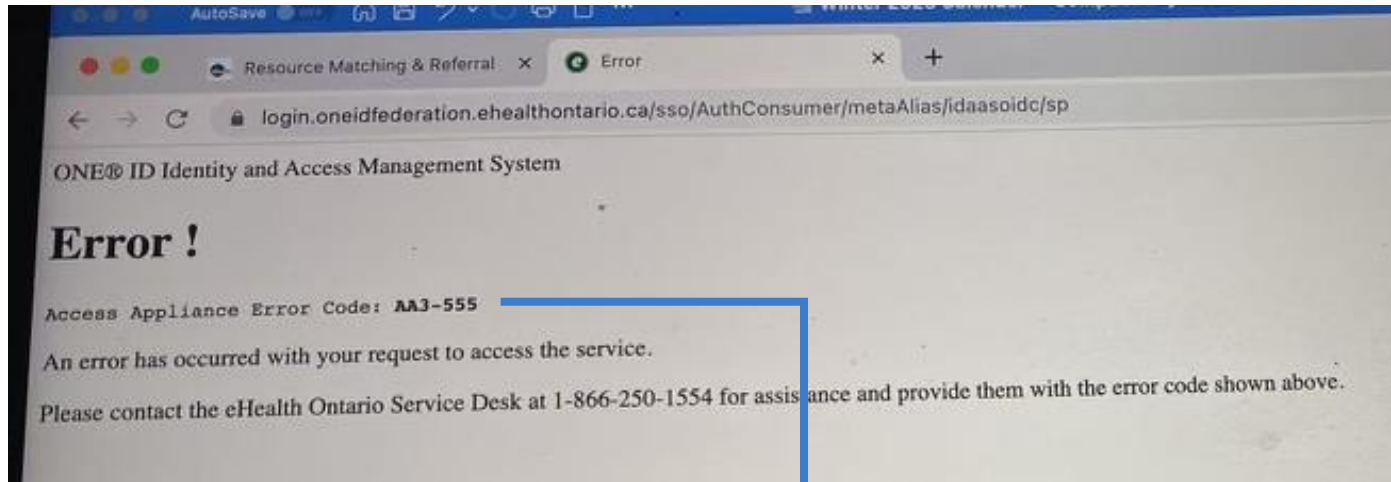 AutoSave
Resource Matching & Referral
Error
login.oneidfederation.ehealthontario.ca/sso/AuthConsumer/metaAlias/idaasoidc/sp
ONE® ID Identity and Access Management System
Error !
Access Appliance Error Code: AA3-555
An error has occurred with your request to access the service.
Please contact the eHealth Ontario Service Desk at 1-866-250-1554 for assistance and provide them with the error code shown above.